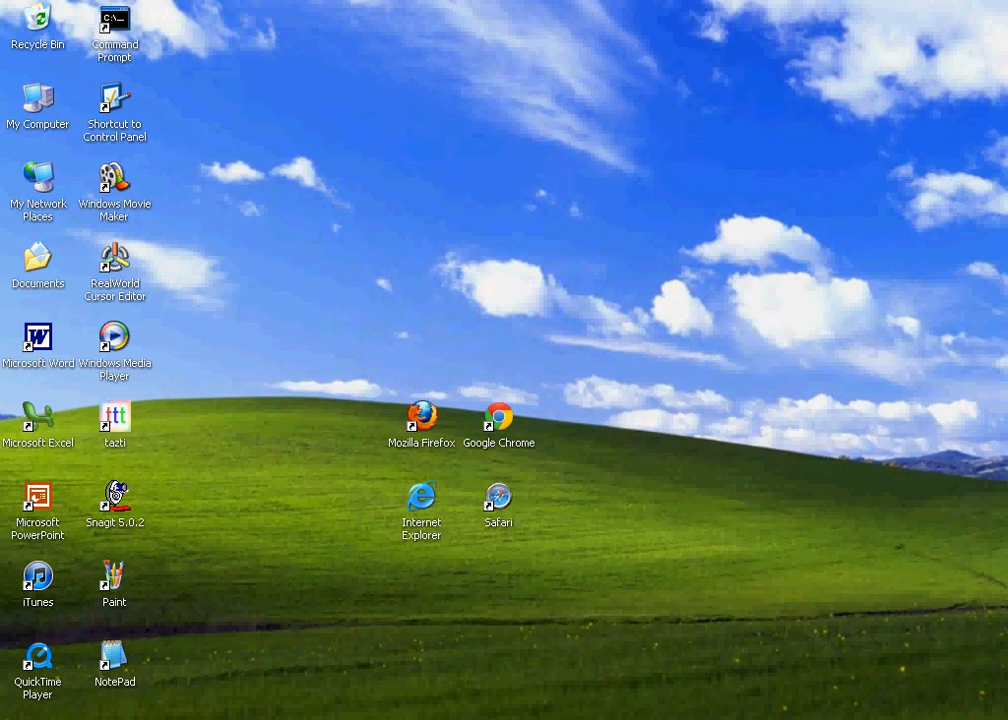 Recycle Bin
C:\_
Command
Prompt
My Computer
Shortcut to
Control Panel
My Network
Places
Windows Movie
Maker
Documents
RealWorld
Cursor Editor
W
Microsoft Word
Windows Media
Player
Microsoft Excel
ttt
tazti
Mozilla Firefox
Google Chrome
Microsoft
PowerPoint
Snagit 5.0.2
Internet
Explorer
Safari
iTunes
Paint
QuickTime
Player
NotePad